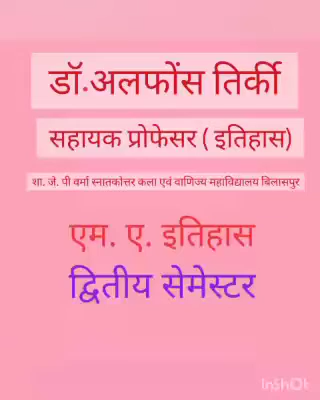 डॉ.अलफोंस तिर्की
सहायक प्रोफेसर ( इतिहास)
शा. जे. पी वर्मा स्नातकोत्तर कला एवं वाणिज्य महाविद्यालय बिलासपुर
एम. ए. इतिहास
द्वितीय सेमेस्टर
InShOt